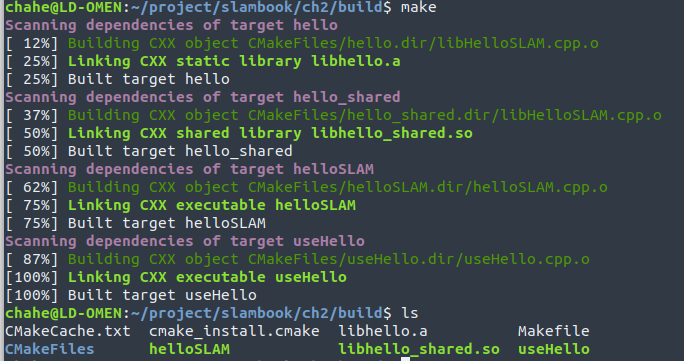 chahe@LD-OMEN:~/project/slambook/ch2/build$ make
Scanning dependencies of target hello
[ 12%] Building CXX object CMakeFiles/hello.dir/libHelloSLAM.cpp.o
[ 25%] Linking CXX static library libhello.a
[ 25%] Built target hello
Scanning dependencies of target hello_shared
[ 37%] Building CXX object CMakeFiles/hello_shared.dir/libHelloSLAM.cpp.o
[ 50%] Linking CXX shared library libhello_shared.so
[ 50%] Built target hello_shared
Scanning dependencies of target helloSLAM
[ 62%] Building CXX object CMakeFiles/helloSLAM.dir/helloSLAM.cpp.o
[ 75%] Linking CXX executable helloSLAM
[ 75%] Built target helloSLAM
Scanning dependencies of target useHello
[ 87%] Building CXX object CMakeFiles/useHello.dir/useHello.cpp.o
[100%] Linking CXX executable useHello
[100%] Built target useHello
chahe@LD-OMEN:~/project/slambook/ch2/build$ ls
CMakeCache.txt  cmake_install.cmake  libhello.a          Makefile
CMakeFiles      helloSLAM            libhello_shared.so  useHello